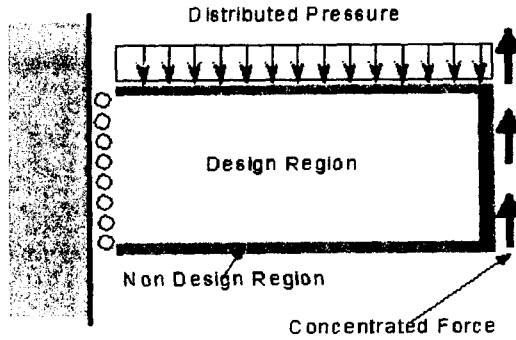 Distributed Pressure
Design Region
Non Design Region
Concentrated Force